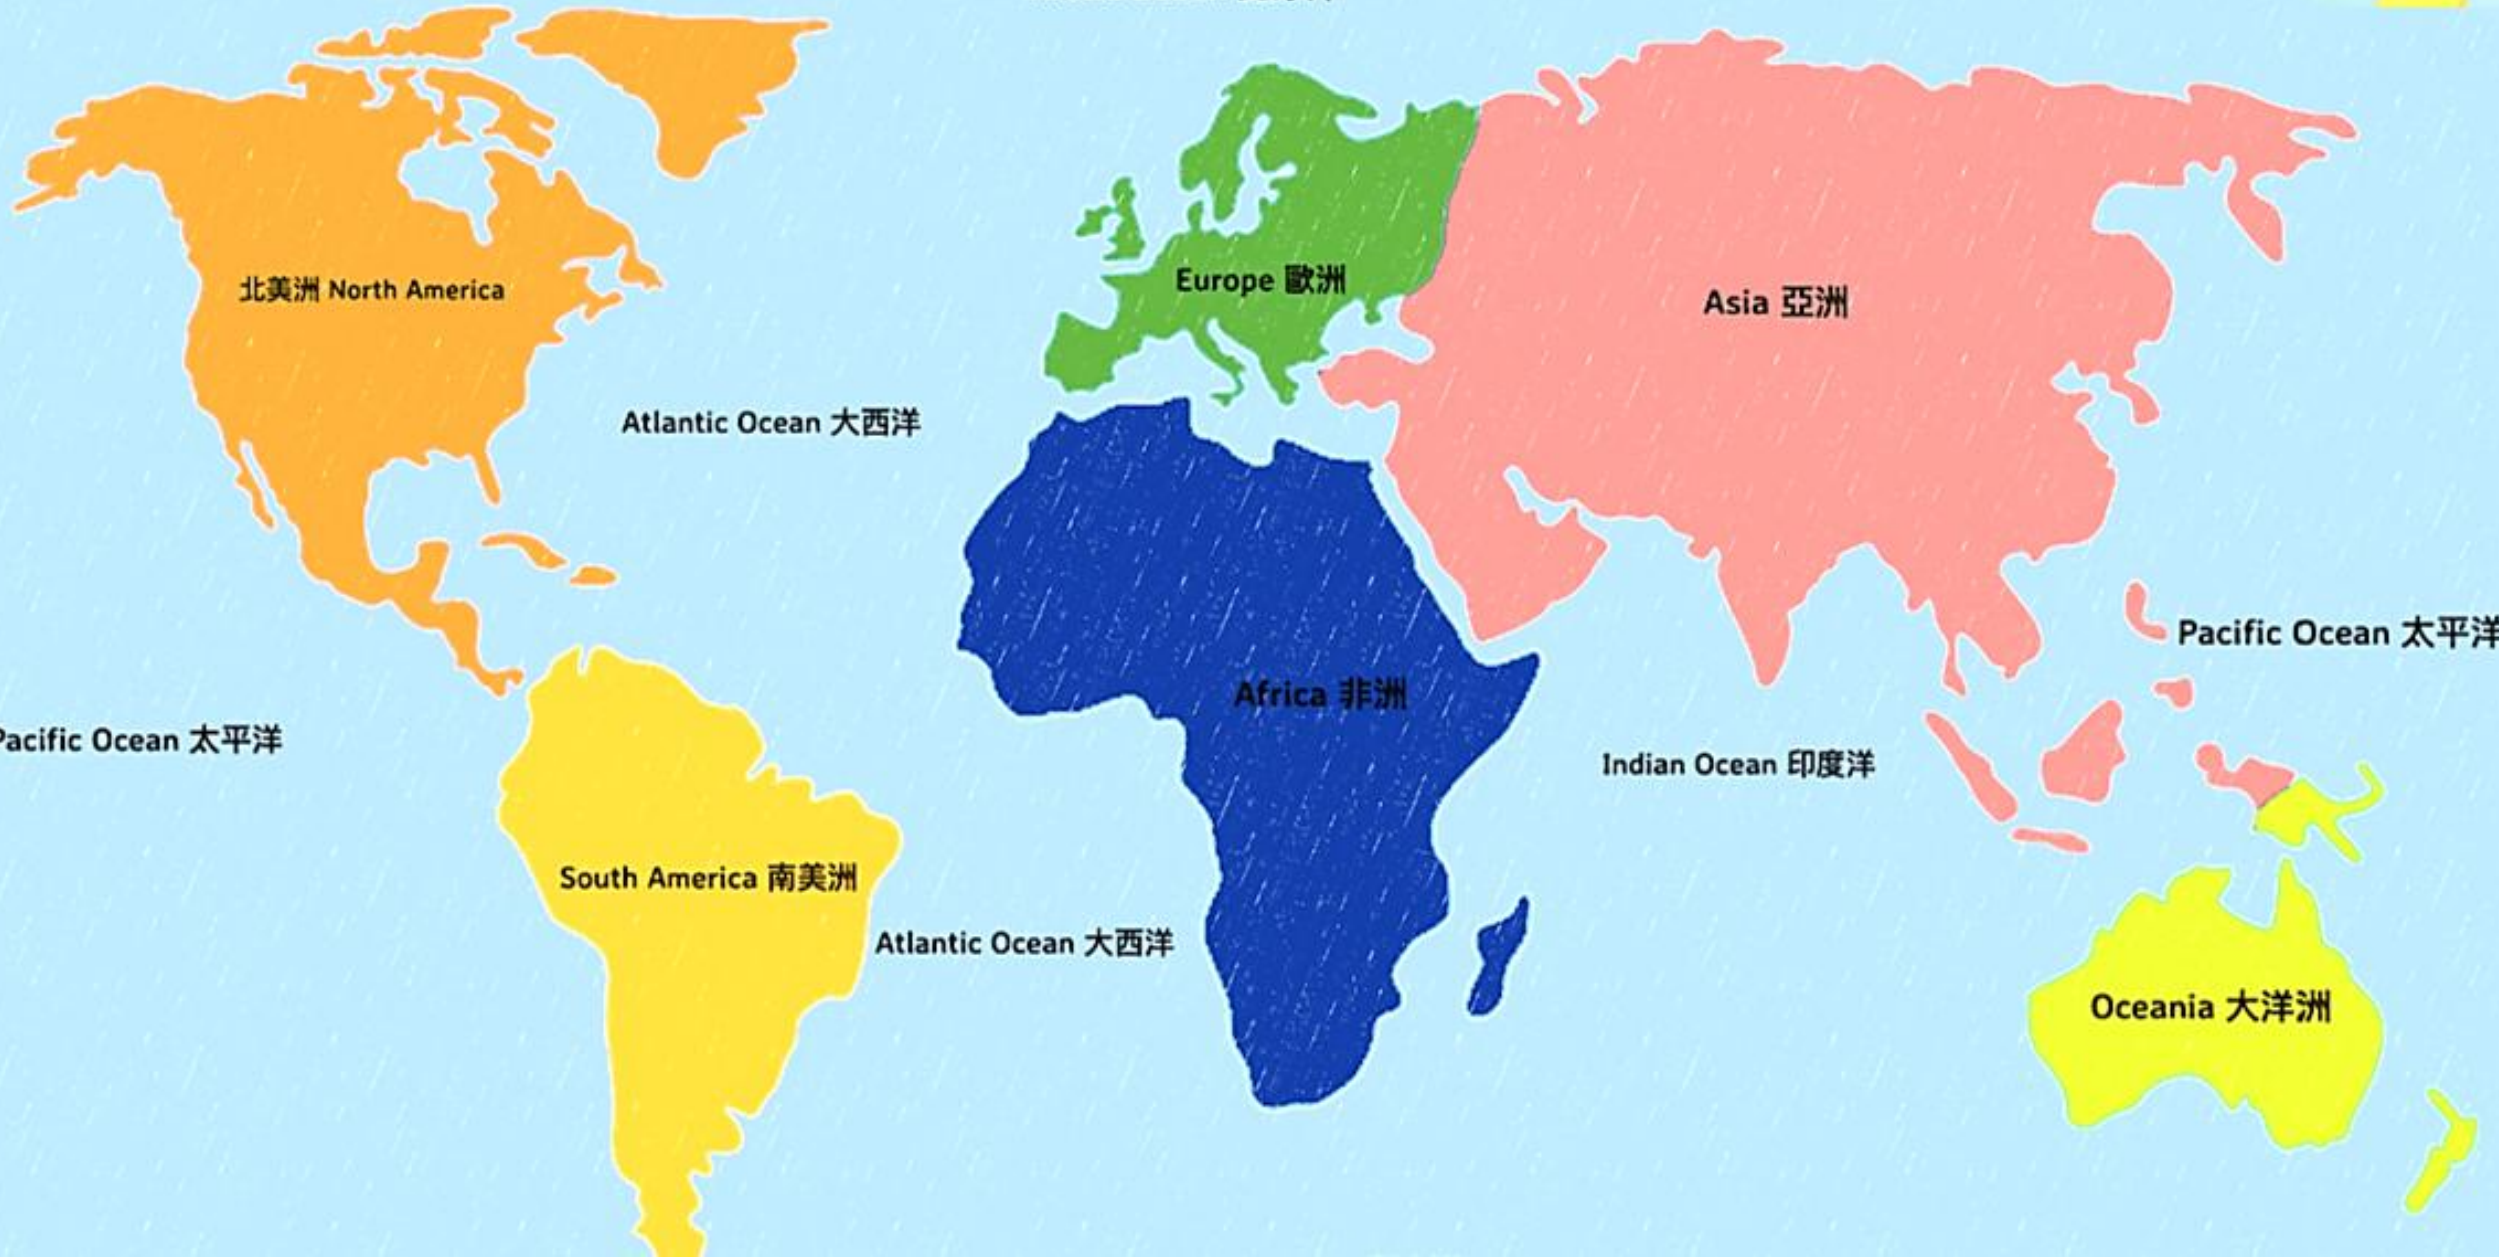 北美洲 North America
Europe 歐洲
Asia 亞洲
Atlantic Ocean 大西洋
Pacific Ocean 太平洋
Africa 非洲
Pacific Ocean 太平洋
Indian Ocean 印度洋
South America 南美洲
Atlantic Ocean 大西洋
Oceania 大洋洲